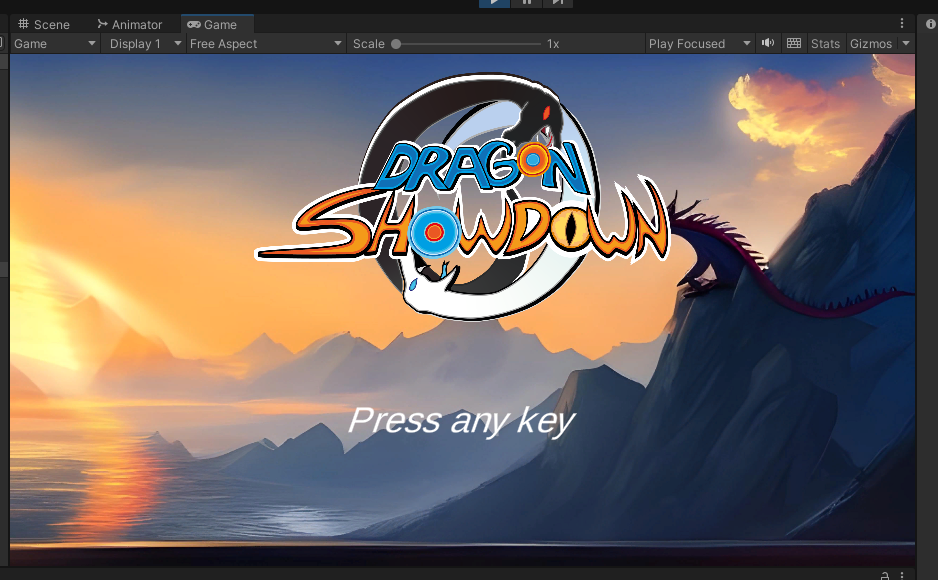 Scene Animator Game
Game Display 1 Free Aspect Scale 1x Play Focused Stats Gizmos
DRAGON
SHOWDOWN
Press any key